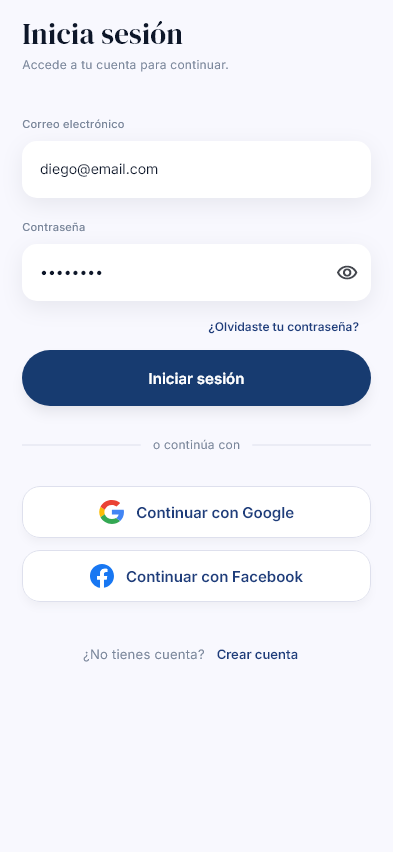 Inicia sesión
Accede a tu cuenta para continuar.
Correo electrónico
diego@email.com
Contraseña
••••••••
¿Olvidaste tu contraseña?
Iniciar sesión
o continúa con
Continuar con Google
Continuar con Facebook
¿No tienes cuenta? Crear cuenta